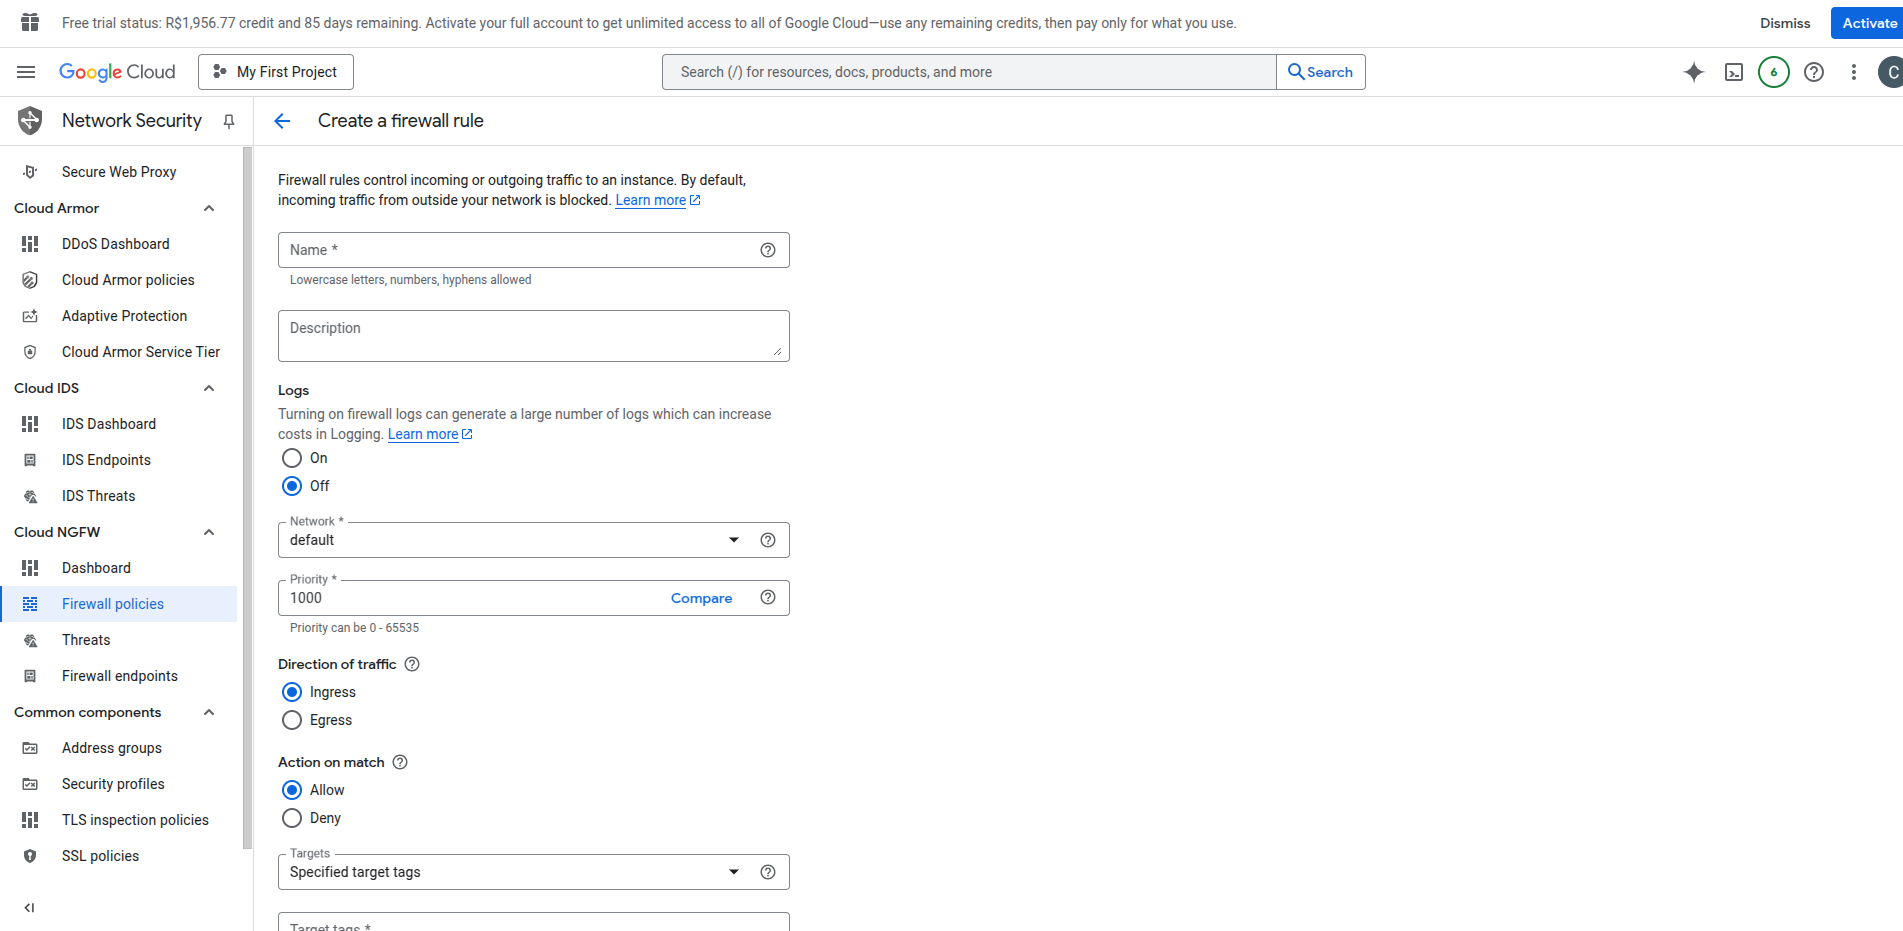 Free trial status: R$1,956.77 credit and 85 days remaining. Activate your full account to get unlimited access to all of Google Cloud—use any remaining credits, then pay only for what you use.
Dismiss
Activate
Google Cloud
My First Project
Search (/) for resources, docs, products, and more
Search
6
C
Network Security
Create a firewall rule
Secure Web Proxy
Cloud Armor
DDoS Dashboard
Cloud Armor policies
Adaptive Protection
Cloud Armor Service Tier
Cloud IDS
IDS Dashboard
IDS Endpoints
IDS Threats
Cloud NGFW
Dashboard
Firewall policies
Threats
Firewall endpoints
Common components
Address groups
Security profiles
TLS inspection policies
SSL policies
Firewall rules control incoming or outgoing traffic to an instance. By default,
incoming traffic from outside your network is blocked. Learn more
Name *
Lowercase letters, numbers, hyphens allowed
Description
Logs
Turning on firewall logs can generate a large number of logs which can increase
costs in Logging. Learn more
On
Off
Network *
default
Priority *
1000
Compare
Priority can be 0 - 65535
Direction of traffic
Ingress
Egress
Action on match
Allow
Deny
Targets
Specified target tags
Target tags *